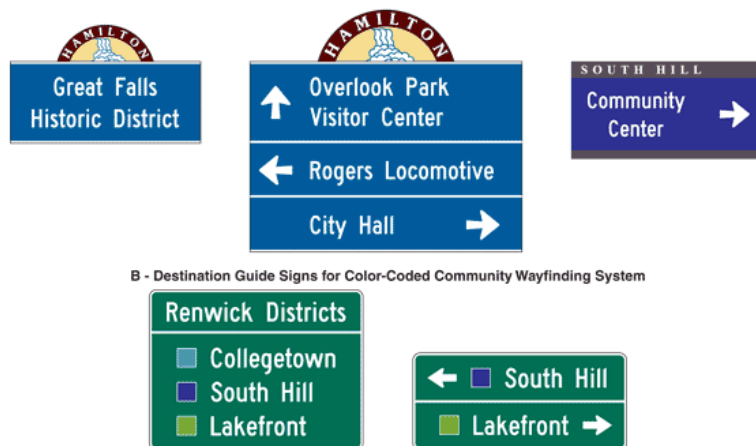 HAMILTON
Great Falls
Historic District
HAMILTON
Overlook Park
Visitor Center
Rogers Locomotive
City Hall
SOUTH HILL
Community
Center
B - Destination Guide Signs for Color-Coded Community Wayfinding System
Renwick Districts
Collegetown
South Hill
Lakefront
South Hill
Lakefront